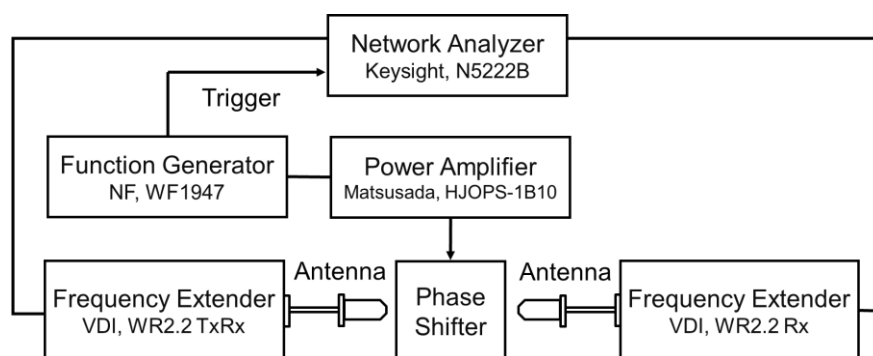 Network Analyzer
Keysight, N5222B
Trigger
Function Generator
NF, WF1947
Power Amplifier
Matsusada, HJOPS-1B10
Antenna
Antenna
Frequency Extender
VDI, WR2.2 TxRx
Phase
Shifter
Frequency Extender
VDI, WR2.2 Rx